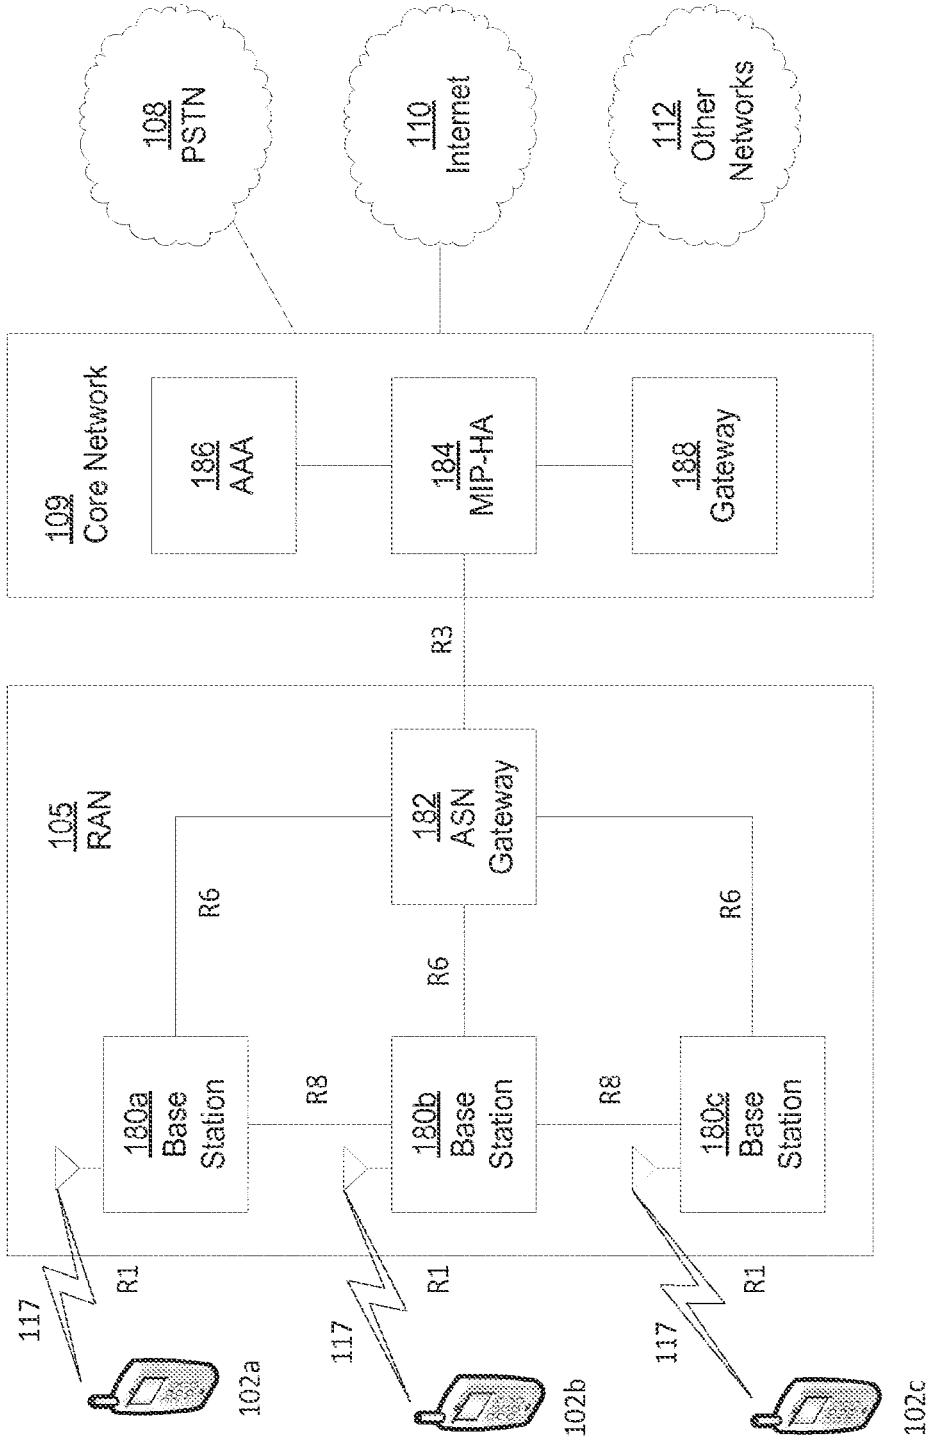 117
102a
R1
180a
Base
Station
R6
105
RAN
109
Core Network
186
AAA
108
PSTN
R8
117
102b
R1
180b
Base
Station
R6
182
ASN
Gateway
R3
184
MIP-HA
110
Internet
R8
117
102c
R1
180c
Base
Station
R6
188
Gateway
112
Other
Networks